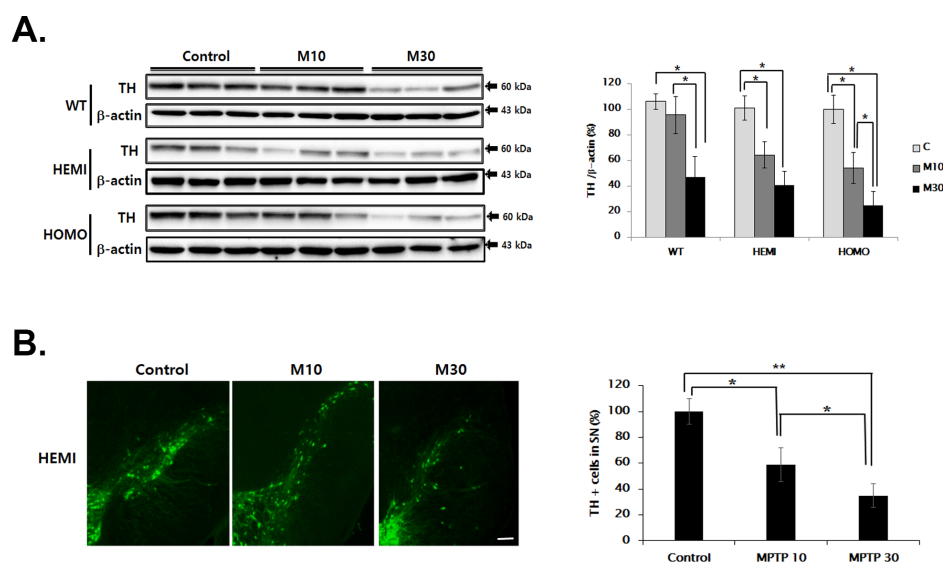 A.
Control M10 M30
WT
TH 60 kDa
β-actin 43 kDa
HEMI
TH 60 kDa
β-actin 43 kDa
HOMO
TH 60 kDa
β-actin 43 kDa
TH /β-actin (%)
120
100
80
60
40
20
0
* * * * * * *
WT HEMI HOMO
C
M10
M30
B.
Control M10 M30
HEMI
TH + cells in SN (%)
120
100
80
60
40
20
0
**
* *
Control MPTP 10 MPTP 30